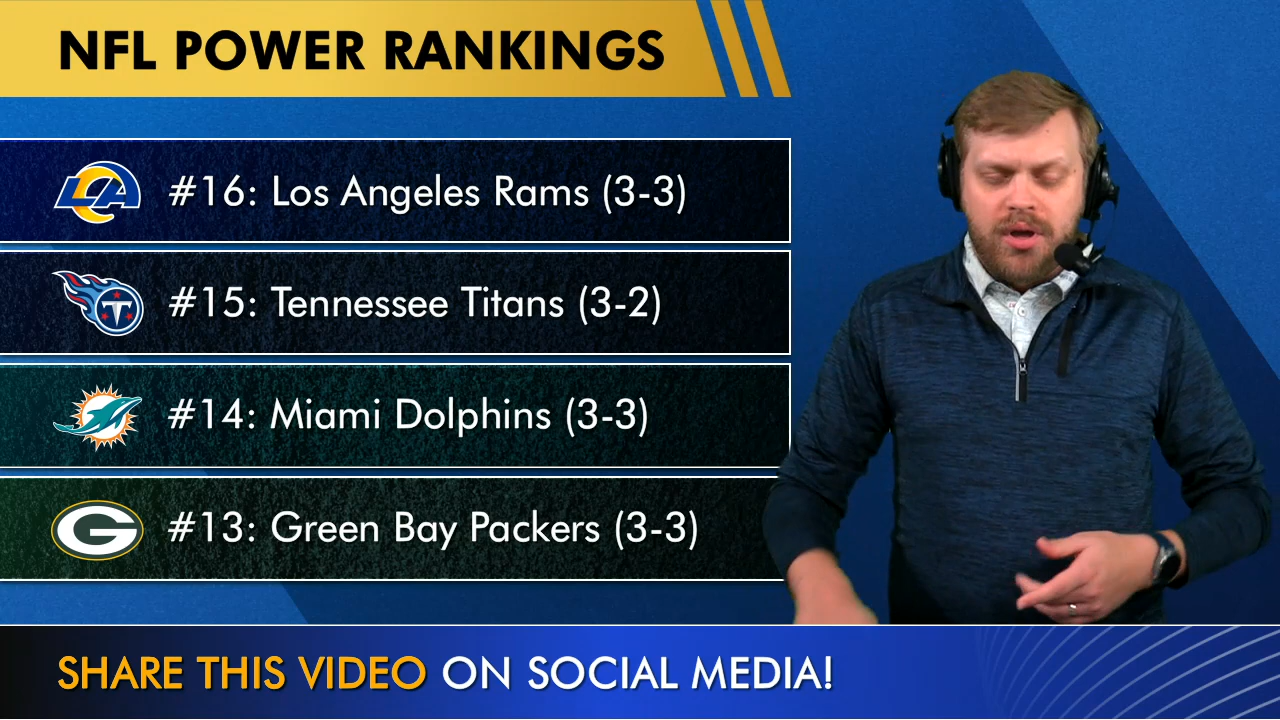 NFL POWER RANKINGS
LA
#16: Los Angeles Rams (3-3)
T
#15: Tennessee Titans (3-2)
#14: Miami Dolphins (3-3)
G
#13: Green Bay Packers (3-3)
SHARE THIS VIDEO ON SOCIAL MEDIA!